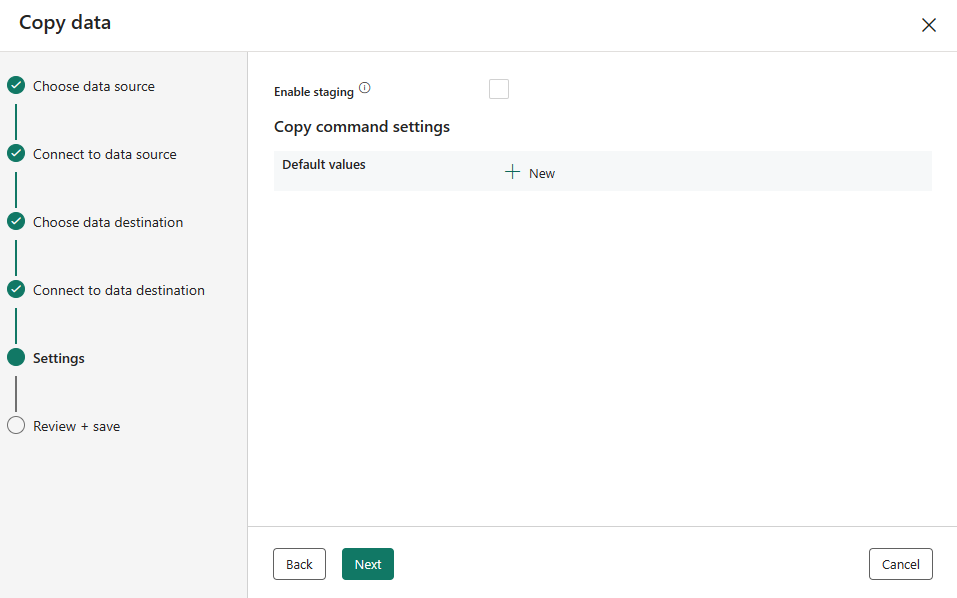 Copy data
Choose data source
Connect to data source
Choose data destination
Connect to data destination
Settings
Review + save
Enable staging
Copy command settings
Default values
New
Back
Next
Cancel